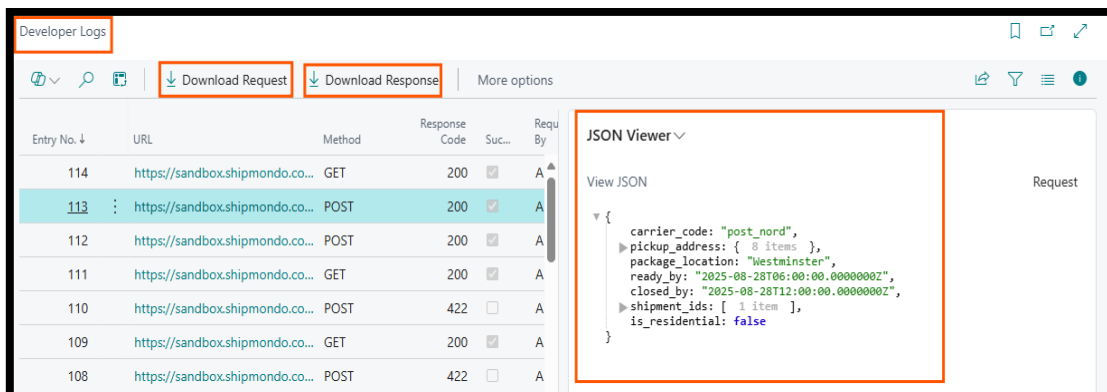 Developer Logs
Download Request Download Response More options
Entry No.↓ URL Method Response Code Suc... Requ By
114 https://sandbox.shipmondo.co... GET 200 A
113 https://sandbox.shipmondo.co... POST 200 A
112 https://sandbox.shipmondo.co... POST 200 A
111 https://sandbox.shipmondo.co... GET 200 A
110 https://sandbox.shipmondo.co... POST 422 A
109 https://sandbox.shipmondo.co... GET 200 A
108 https://sandbox.shipmondo.co... POST 422 A
JSON Viewer
View JSON Request
{
carrier_code: "post_nord",
pickup_address: { 8 items },
package_location: "Westminster",
ready_by: "2025-08-28T06:00:00.0000000Z",
closed_by: "2025-08-28T12:00:00.0000000Z",
shipment_ids: [ 1 item ],
is_residential: false
}